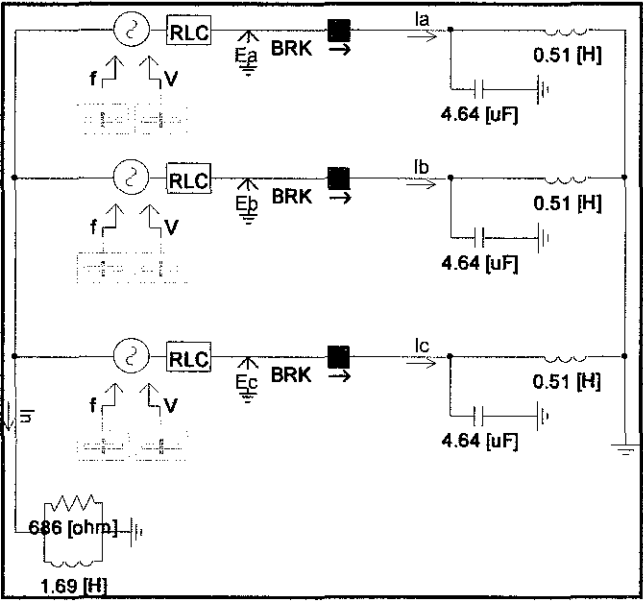 RLC
Ea
BRK
Ia
0.51 [H]
f
V
4.64 [uF]
RLC
Eb
BRK
Ib
0.51 [H]
f
V
4.64 [uF]
RLC
Ec
BRK
Ic
0.51 [H]
f
V
4.64 [uF]
In
686 [ohm]
1.69 [H]